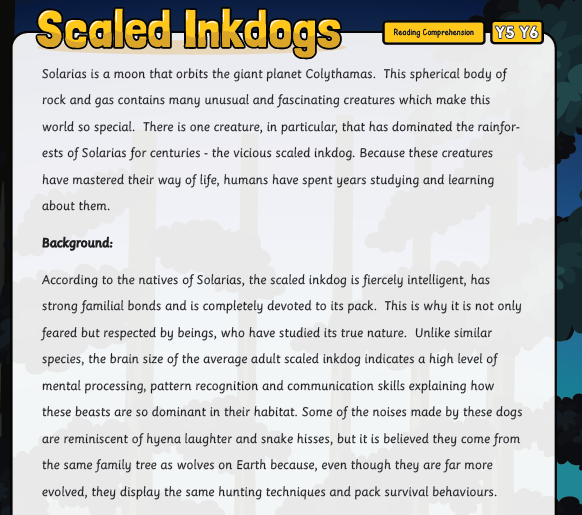 Scaled Inkdogs
Reading Comprehension
Y5 Y6
Solarias is a moon that orbits the giant planet Colythamas.  This spherical body of
rock and gas contains many unusual and fascinating creatures which make this
world so special.  There is one creature, in particular, that has dominated the rainfor-
ests of Solarias for centuries - the vicious scaled inkdog. Because these creatures
have mastered their way of life, humans have spent years studying and learning
about them.
Background:
According to the natives of Solarias, the scaled inkdog is fiercely intelligent, has
strong familial bonds and is completely devoted to its pack.  This is why it is not only
feared but respected by beings, who have studied its true nature.  Unlike similar
species, the brain size of the average adult scaled inkdog indicates a high level of
mental processing, pattern recognition and communication skills explaining how
these beasts are so dominant in their habitat. Some of the noises made by these dogs
are reminiscent of hyena laughter and snake hisses, but it is believed they come from
the same family tree as wolves on Earth because, even though they are far more
evolved, they display the same hunting techniques and pack survival behaviours.